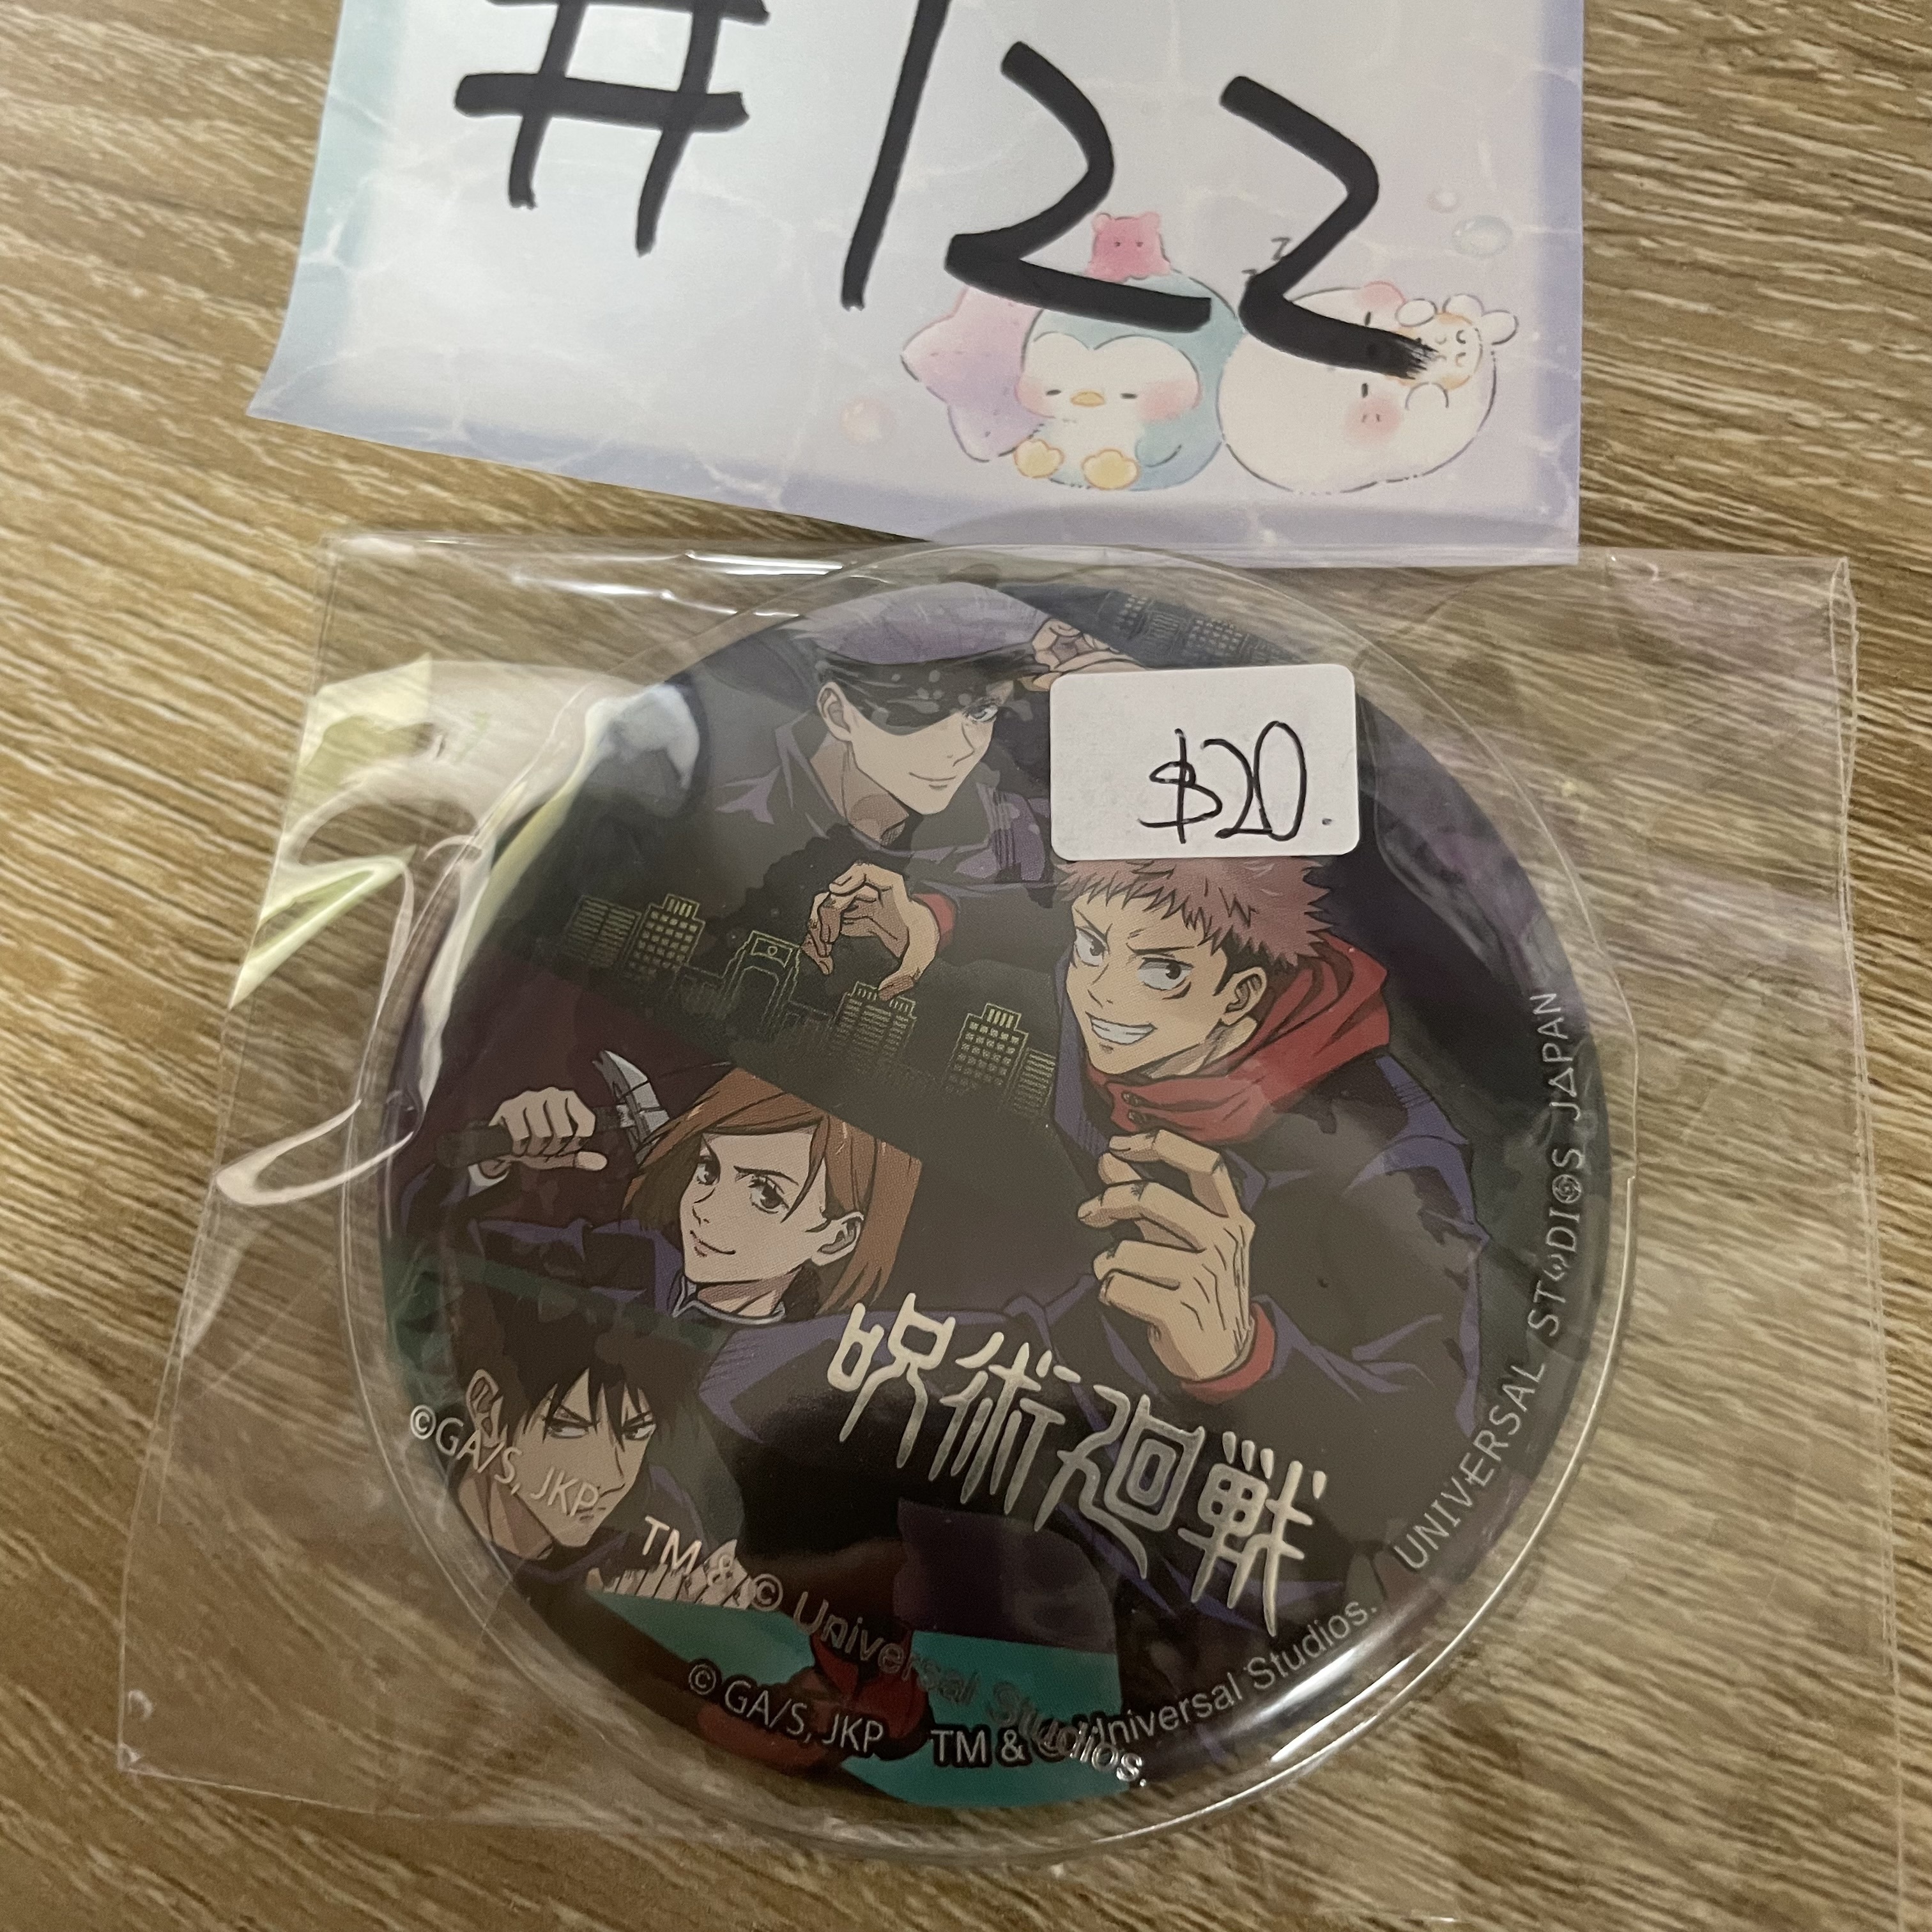 #122
$20.
呪術廻戦
UNIVERSAL STUDIOS JAPAN
©GA/S, JKP
TM & © Universal Studios.
© GA/S, JKP TM & © Universal Studios.